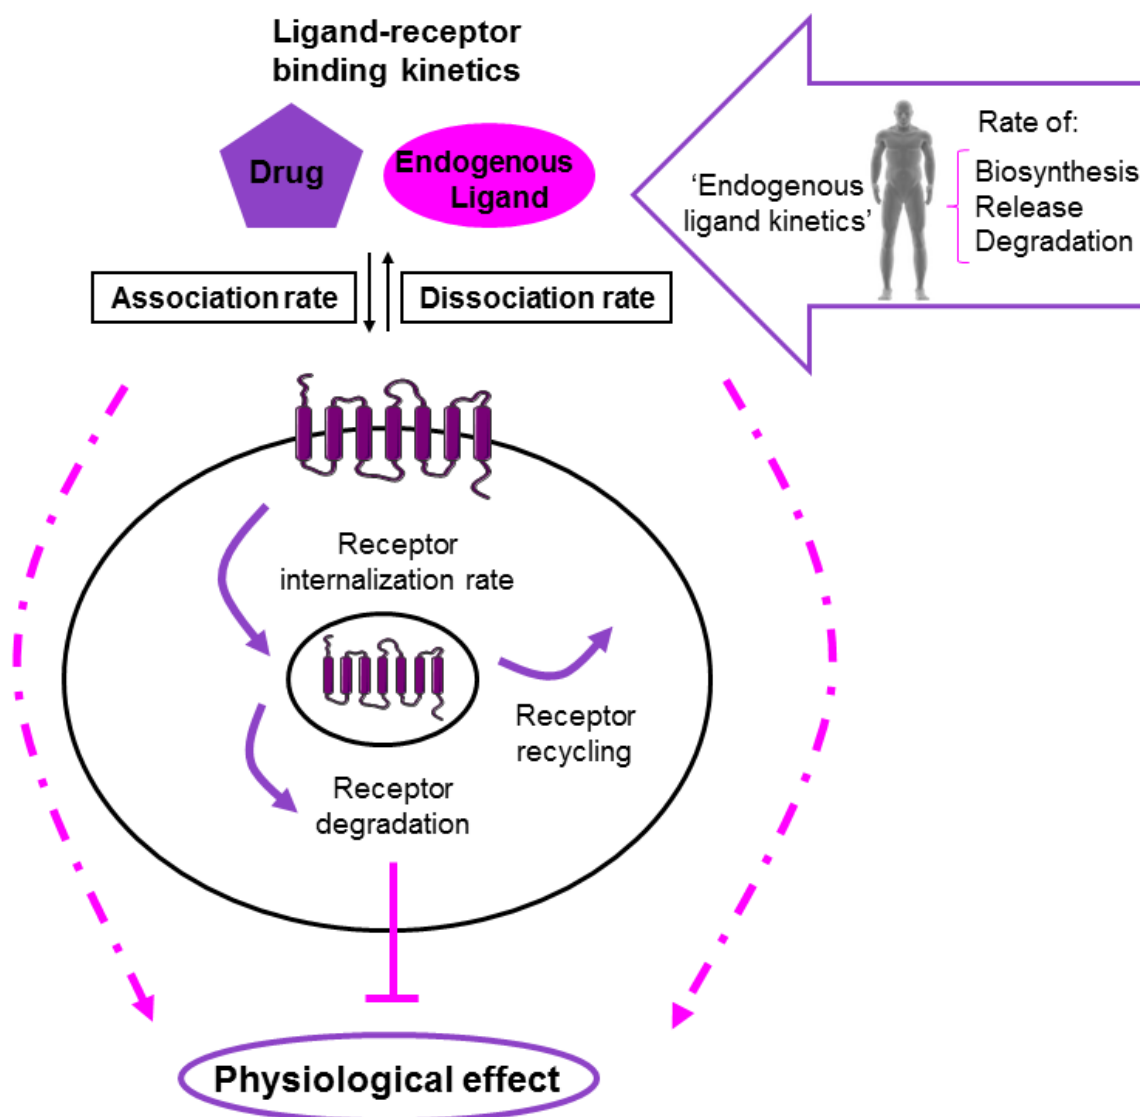 Ligand-receptor
binding kinetics
Drug
Endogenous
Ligand
'Endogenous
ligand kinetics'
Rate of:
Biosynthesis
Release
Degradation
Association rate
Dissociation rate
Receptor
internalization rate
Receptor
recycling
Receptor
degradation
Physiological effect